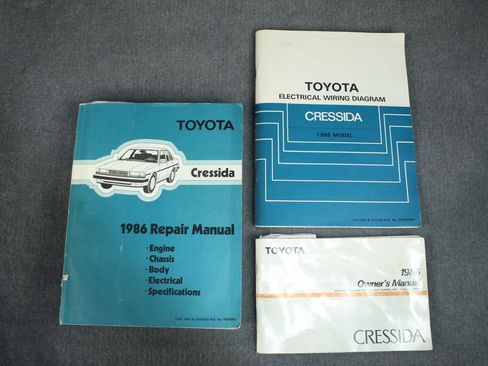 TOYOTA
Cressida
1986 Repair Manual
· Engine
· Chassis
· Body
· Electrical
· Specifications
TOYOTA
ELECTRICAL WIRING DIAGRAM
CRESSIDA
1986 MODEL
TOYOTA
1986
Owner's Manual
CRESSIDA